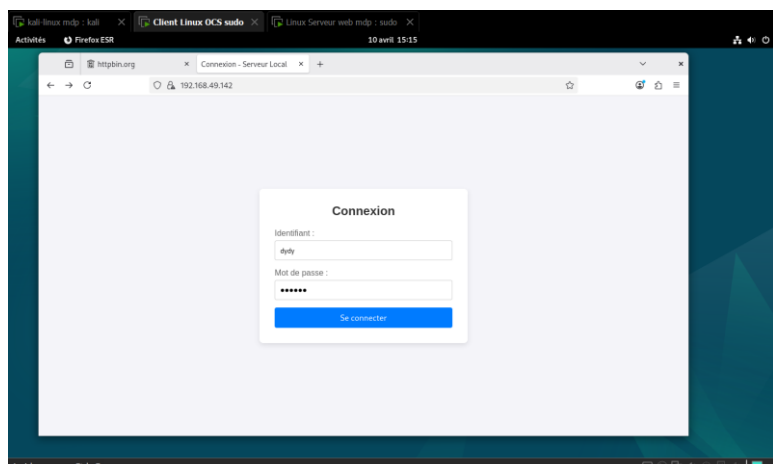 kali-linux mdp : kali
Client Linux OCS sudo
Linux Serveur web mdp : sudo
Activités
Firefox ESR
10 avril 15:15
httpbin.org
Connexion - Serveur Local
192.168.49.142
Connexion
Identifiant :
dydy
Mot de passe :
Se connecter